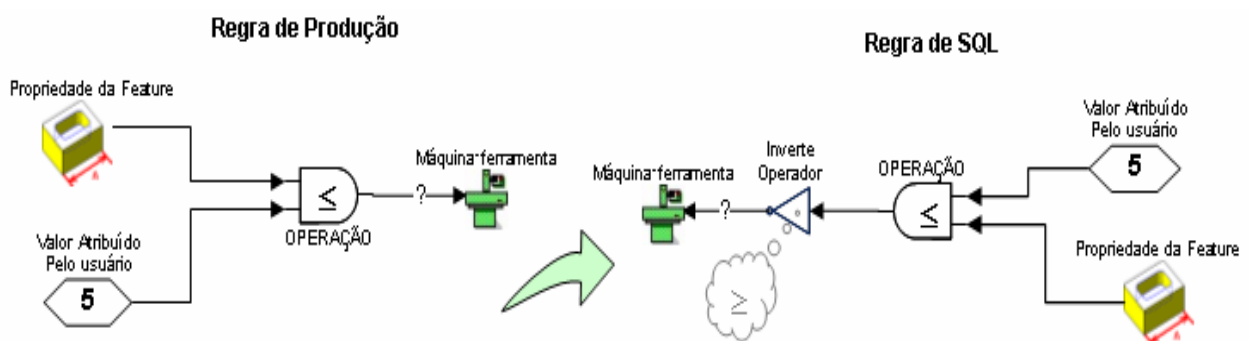 Regra de Produção
Propriedade da Feature
A
Valor Atribuído
Pelo usuário
5
≤
OPERAÇÃO
?
Máquina-ferramenta
Regra de SQL
Máquina-ferramenta
?
Inverte
Operador
≥
OPERAÇÃO
≤
Valor Atribuído
Pelo usuário
5
Propriedade da Feature
A